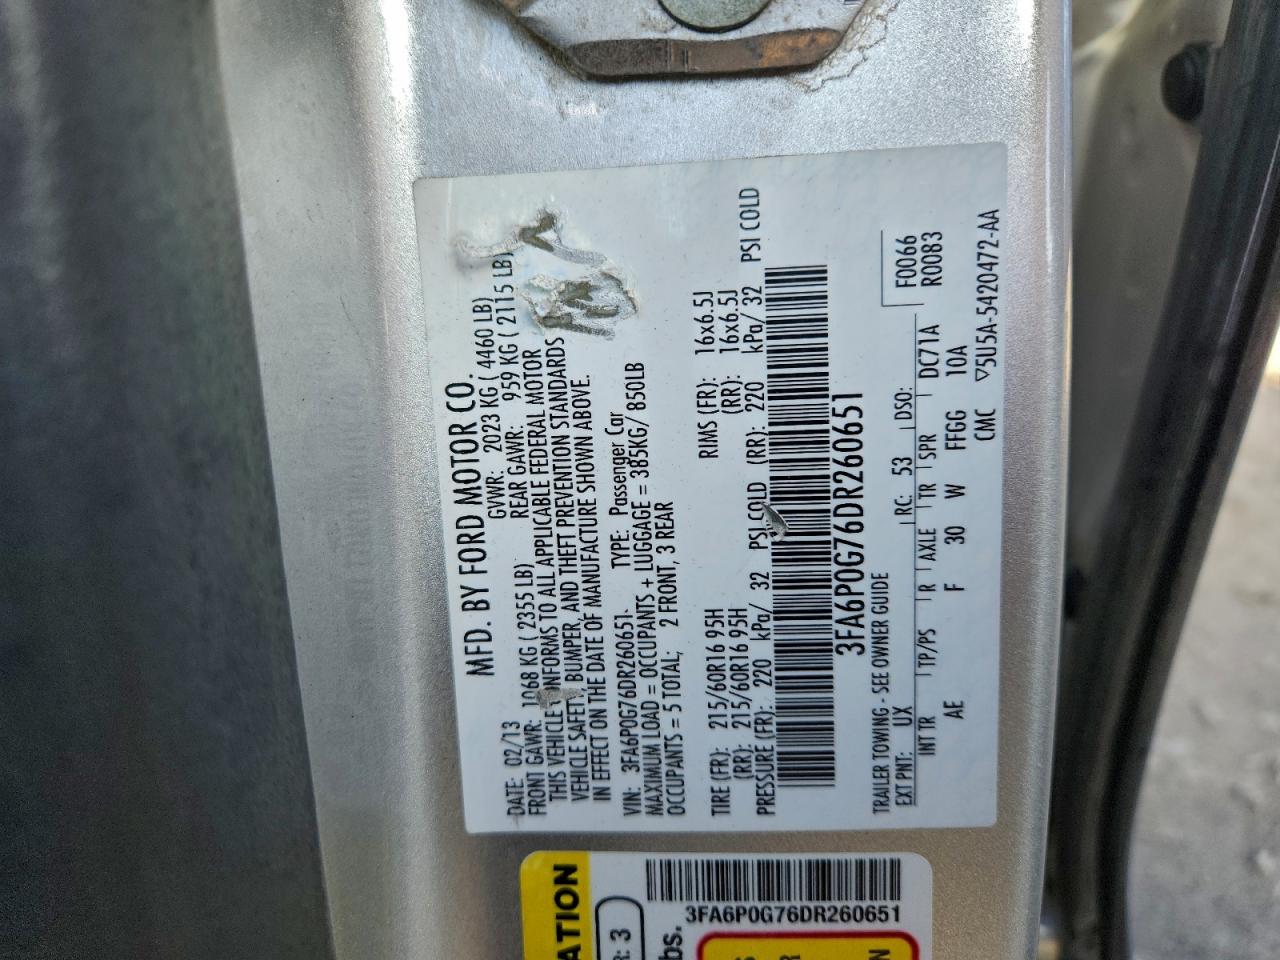 MFD. BY FORD MOTOR CO.
DATE: 02/13 GVWR: 2023 KG ( 4460 LB)
FRONT GAWR: 1068 KG ( 2355 LB) REAR GAWR: 959 KG ( 2115 LB)
THIS VEHICLE NFORMS TO ALL APPLICABLE FEDERAL MOTOR
VEHICLE SAFETY, BUMPER, AND THEFT PREVENTION STANDARDS
IN EFFECT ON THE DATE OF MANUFACTURE SHOWN ABOVE.
VIN: 3FA6P0G76DR260651 TYPE: Passenger Car
MAXIMUM LOAD = OCCUPANTS + LUGGAGE = 385KG/ 850LB
OCCUPANTS = 5 TOTAL, 2 FRONT, 3 REAR
TIRE (FR): 215/60R16 95H RIMS (FR): 16x6.5J
(RR): 215/60R16 95H (RR): 16x6.5J
PRESSURE (FR): 220 kPa/ 32 PSI COLD (RR): 220 kPa/ 32 PSI COLD
3FA6P0G76DR260651
TRAILER TOWING - SEE OWNER GUIDE
EXT PNT: UX RC: 53 DSO: F0066
INT TR TP/PS R AXLE TR SPR DC71A R0083
AE F 30 W FFGG 10A
CMC ▽5U5A-5420472-AA
ATION
R: 3
bs.
3FA6P0G76DR260651